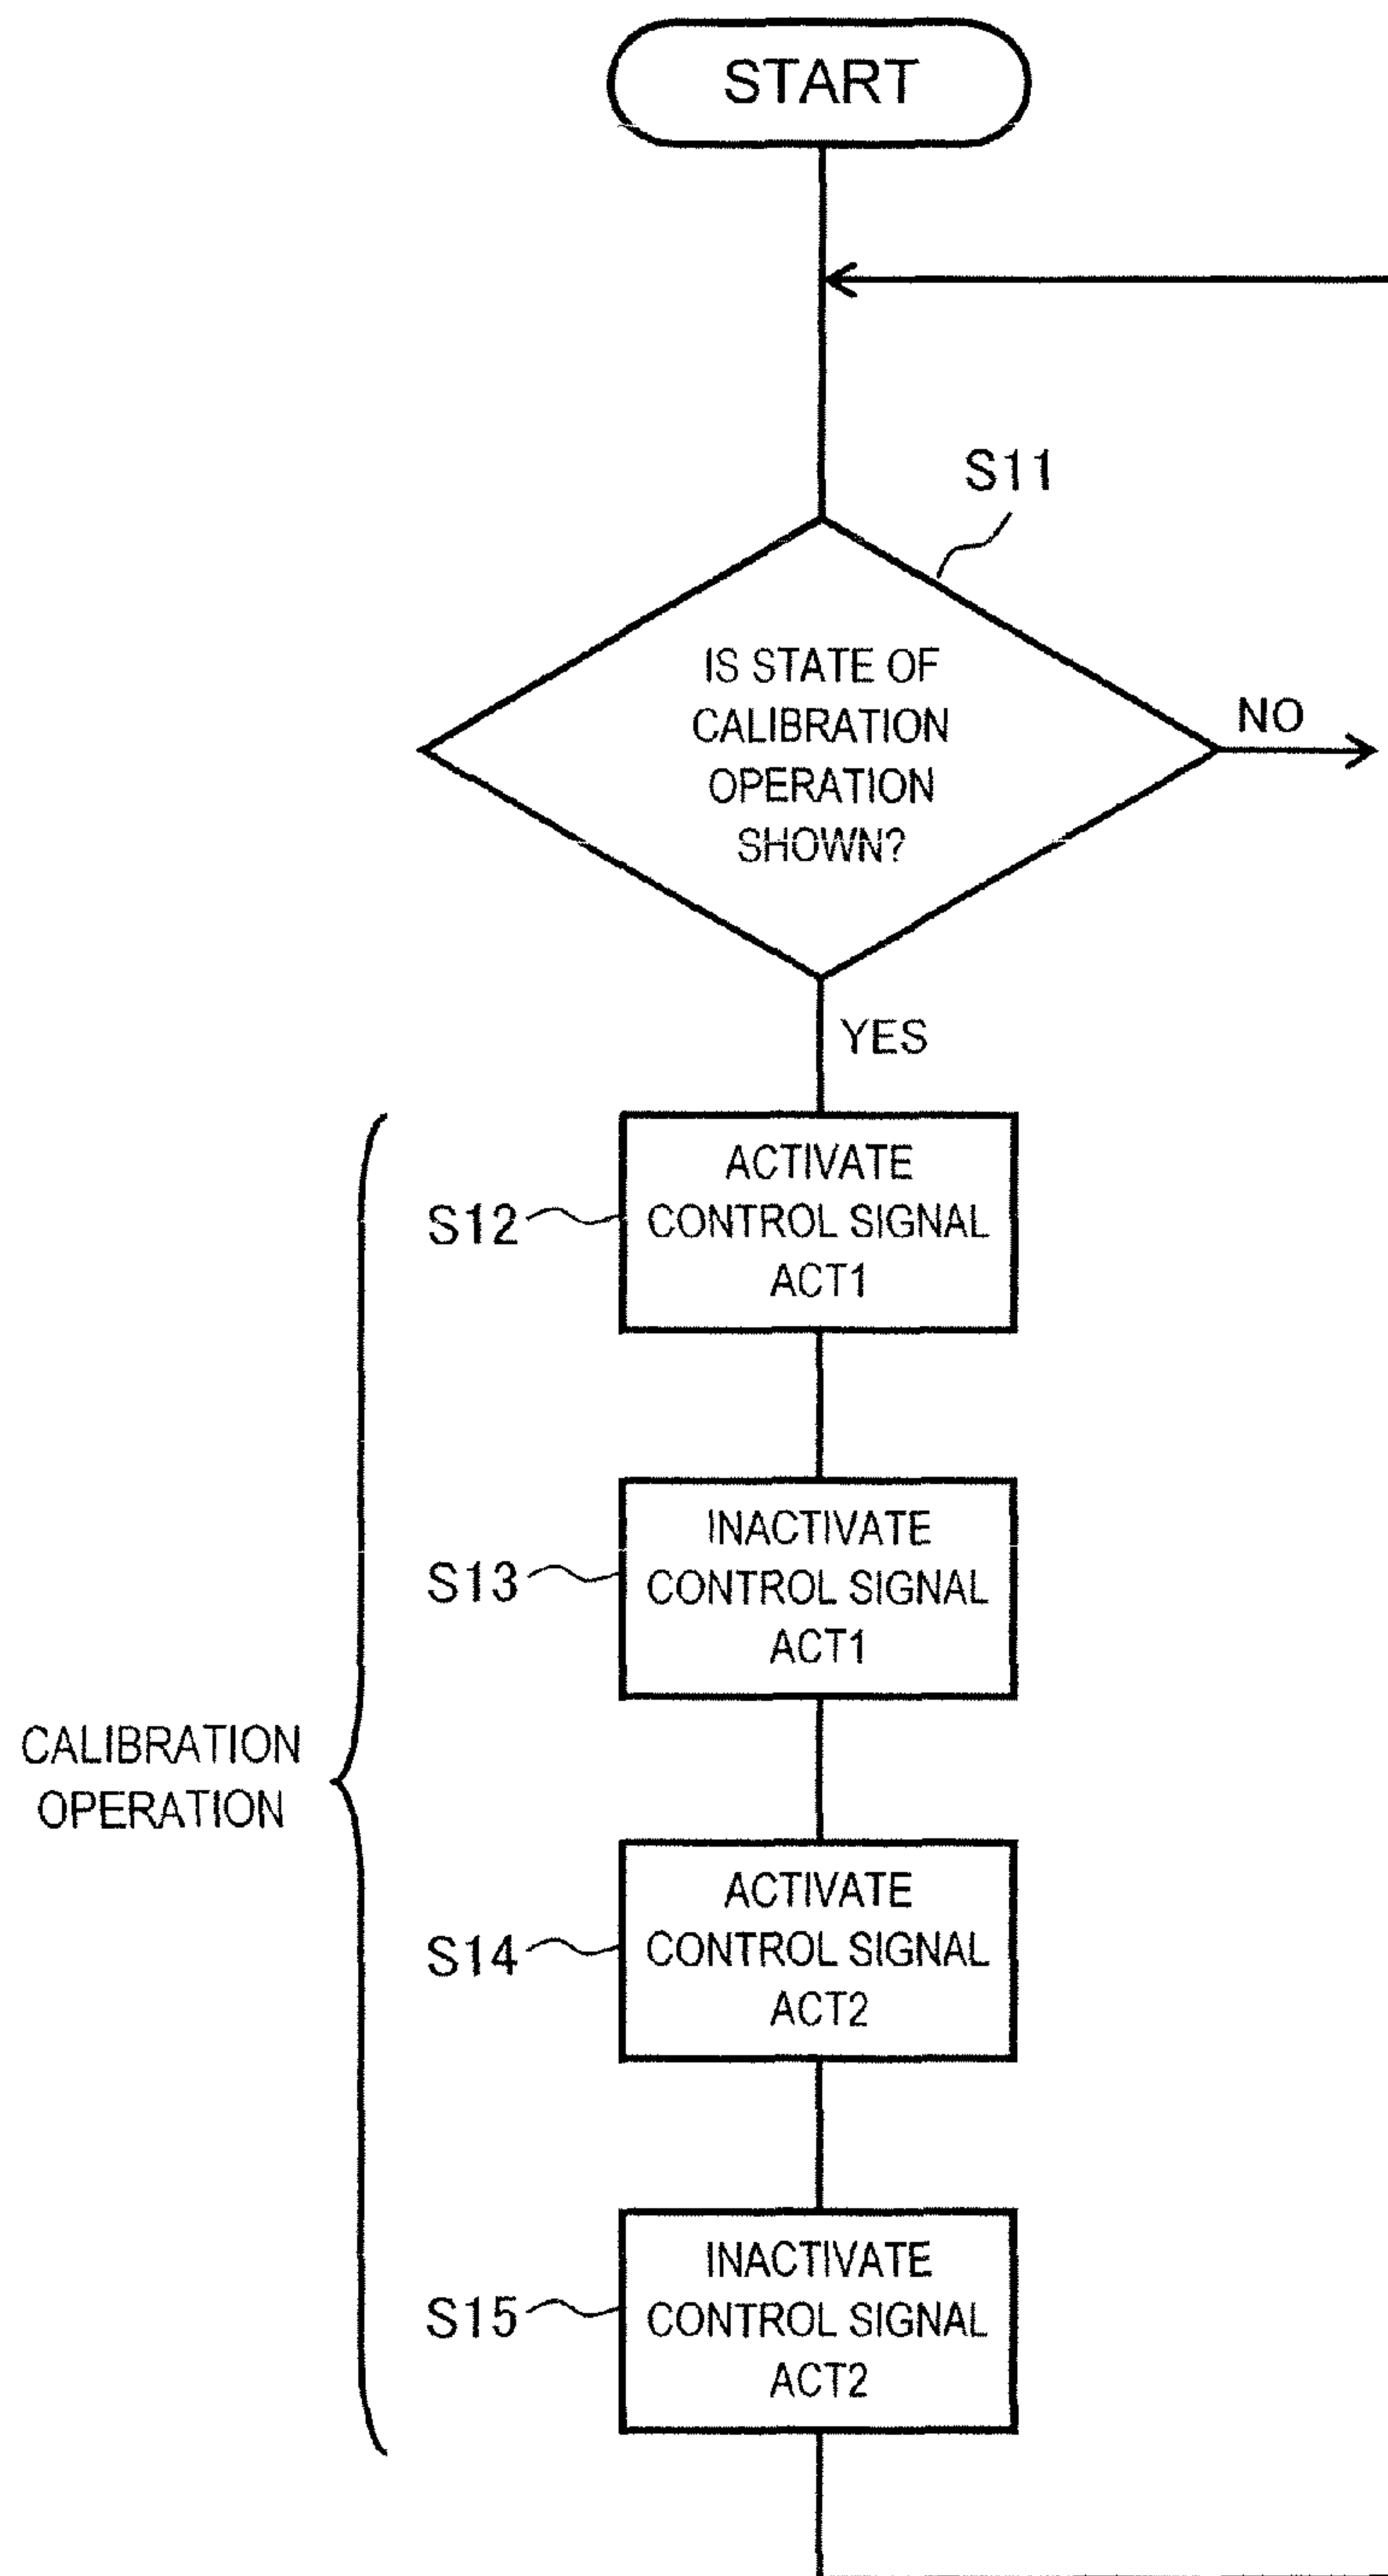 START
S11
IS STATE OF
CALIBRATION
OPERATION
SHOWN?
NO
YES
S12
ACTIVATE
CONTROL SIGNAL
ACT1
S13
INACTIVATE
CONTROL SIGNAL
ACT1
CALIBRATION
OPERATION
S14
ACTIVATE
CONTROL SIGNAL
ACT2
S15
INACTIVATE
CONTROL SIGNAL
ACT2